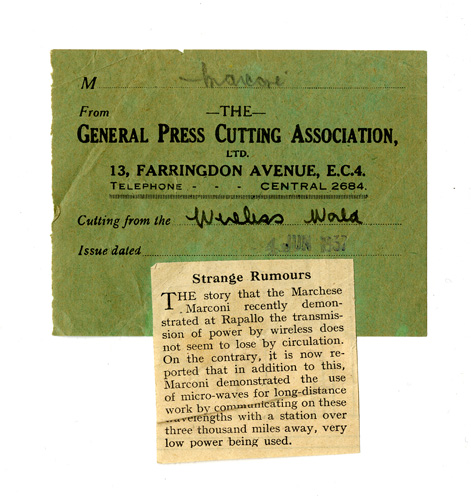 M Marconi
From —THE—
GENERAL PRESS CUTTING ASSOCIATION,
LTD.
13, FARRINGDON AVENUE, E.C.4.
TELEPHONE - - - CENTRAL 2684.
Cutting from the Wireless World
Issue dated 4 JUN 1937
Strange Rumours
THE story that the Marchese
Marconi recently demon-
strated at Rapallo the transmis-
sion of power by wireless does
not seem to lose by circulation.
On the contrary, it is now re-
ported that in addition to this,
Marconi demonstrated the use
of micro-waves for long-distance
work by communicating on these
wavelengths with a station over
three thousand miles away, very
low power being used.